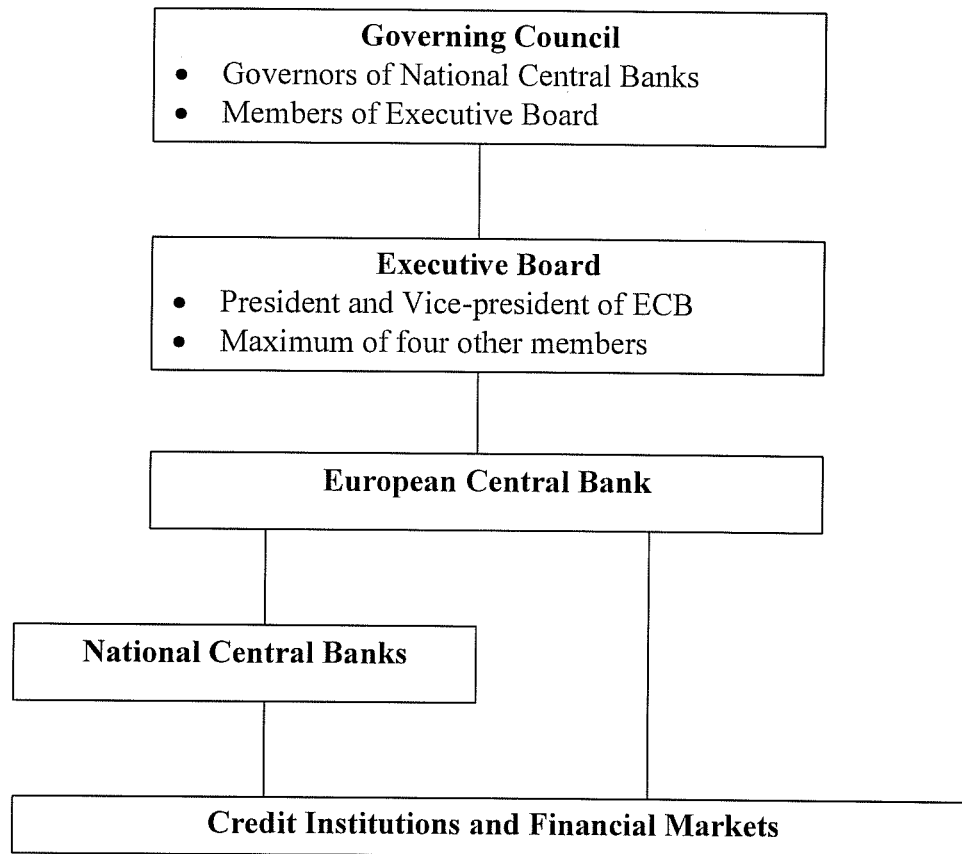 Governing Council
• Governors of National Central Banks
• Members of Executive Board
Executive Board
• President and Vice-president of ECB
• Maximum of four other members
European Central Bank
National Central Banks
Credit Institutions and Financial Markets